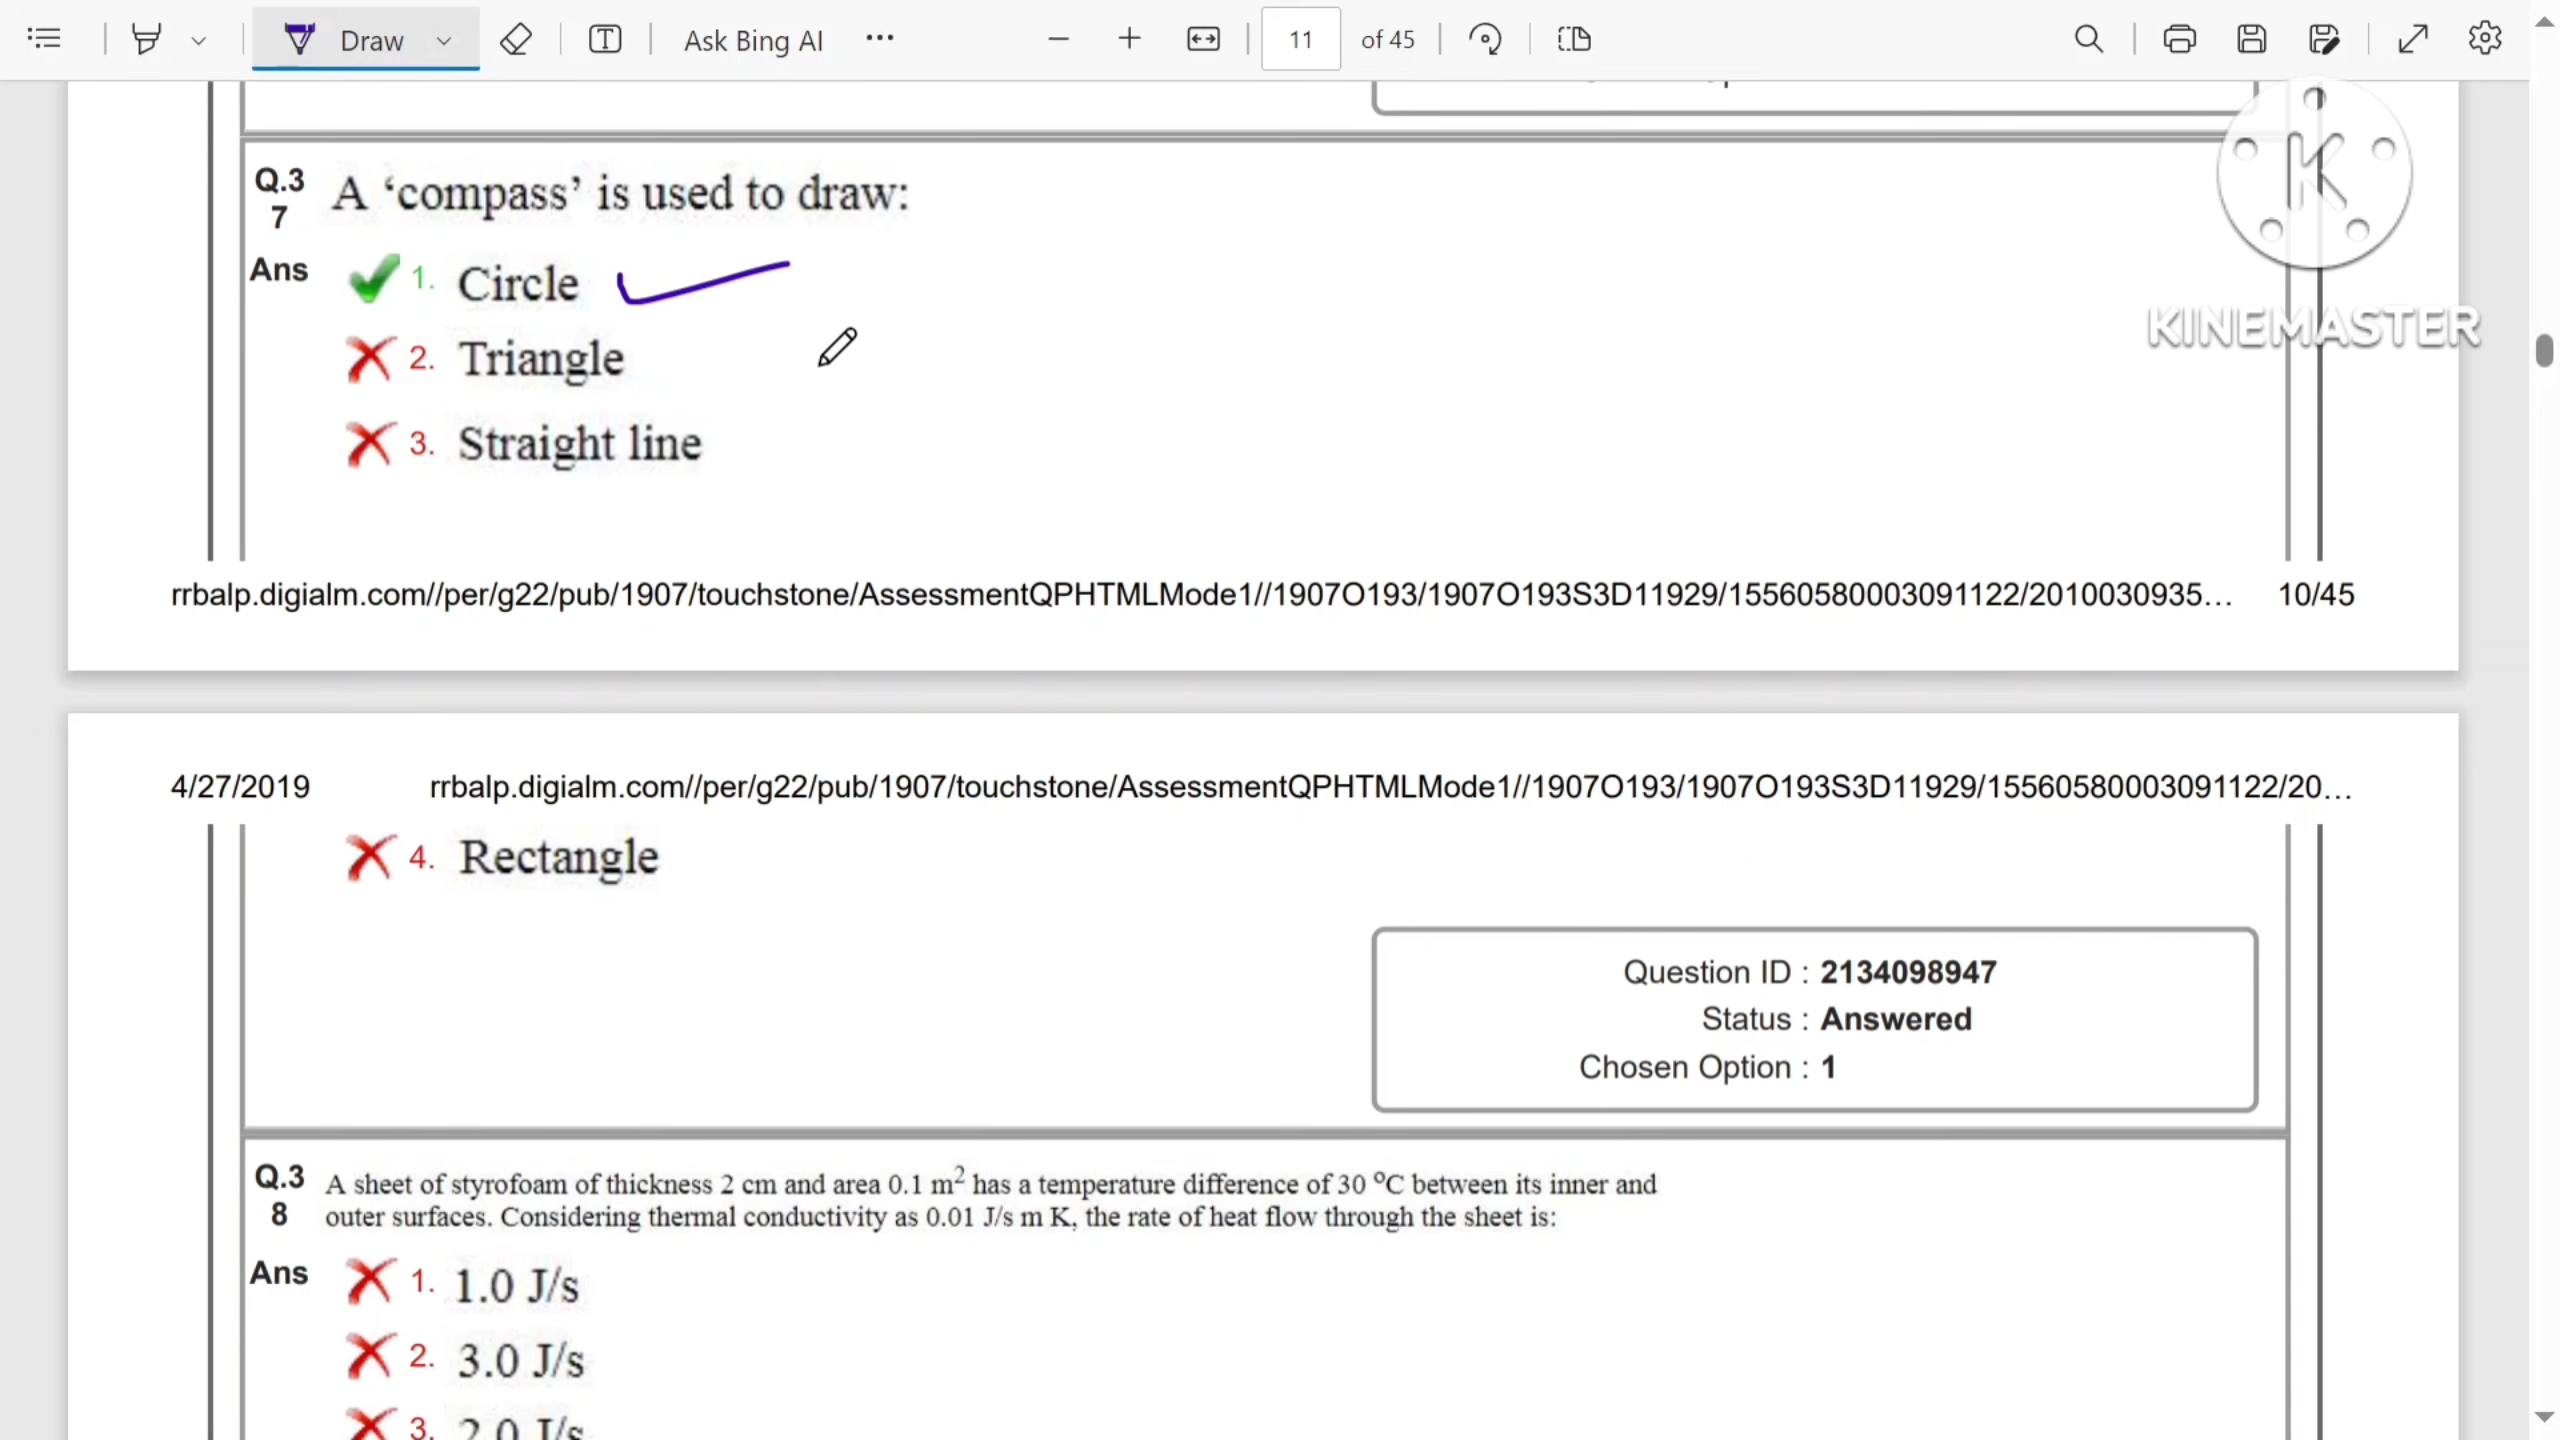 Draw
Ask Bing AI
11 of 45
Q.3
7
A ‘compass’ is used to draw:
Ans
1. Circle
2. Triangle
3. Straight line
K
KINEMASTER
rrbalp.digialm.com//per/g22/pub/1907/touchstone/AssessmentQPHTMLMode1//1907O193/1907O193S3D11929/15560580003091122/2010030935… 10/45
4/27/2019 rrbalp.digialm.com//per/g22/pub/1907/touchstone/AssessmentQPHTMLMode1//1907O193/1907O193S3D11929/15560580003091122/20…
4. Rectangle
Question ID : 2134098947
Status : Answered
Chosen Option : 1
Q.3
8
A sheet of styrofoam of thickness 2 cm and area 0.1 m² has a temperature difference of 30 ⁰C between its inner and
outer surfaces. Considering thermal conductivity as 0.01 J/s m K, the rate of heat flow through the sheet is:
Ans
1. 1.0 J/s
2. 3.0 J/s
3. 2.0 J/s